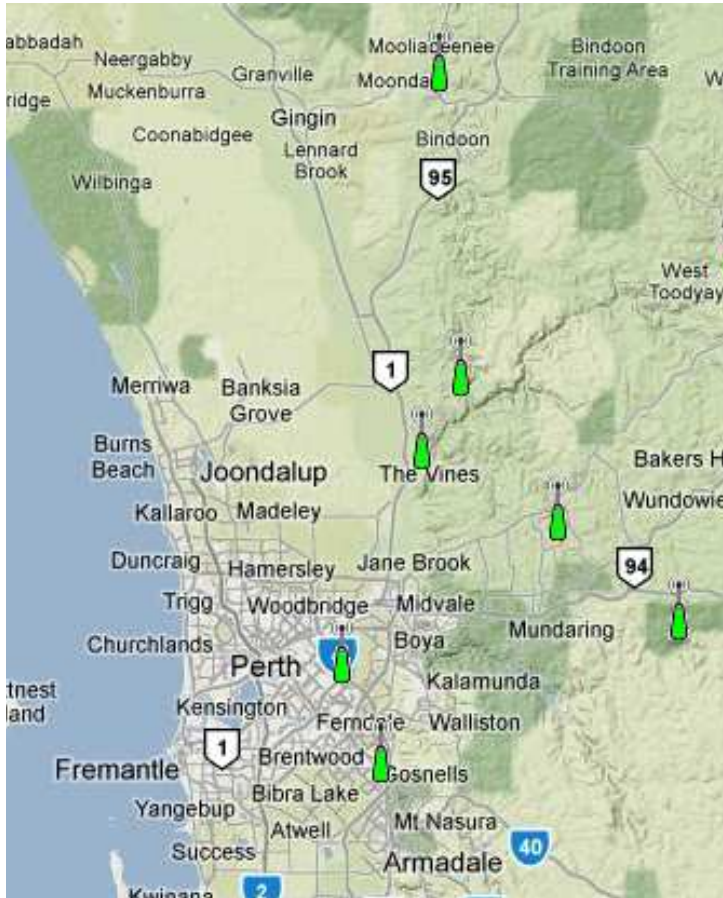 abbadah
Neergabby
Mooliabeenee
Bindoon
Training Area
Granville
Moonda
ridge
Muckenburra
W
Gingin
Coonabidgee
Lennard
Brook
Bindoon
95
Wilbinga
West
Toodyay
1
Merriwa
Banksia
Grove
Burns
Beach
Joondalup
The Vines
Bakers H
Wundowie
Kallaroo
Madeley
Duncraig
Hamersley
Jane Brook
94
Trigg
Woodbridge
Midvale
Churchlands
Boya
Mundaring
Perth
Kalamunda
ttnest
land
Kensington
Ferndale
Walliston
1
Brentwood
Fremantle
Gosnells
Bibra Lake
Yangebup
Mt Nasura
Atwell
Success
40
Armadale
Kwinana
2